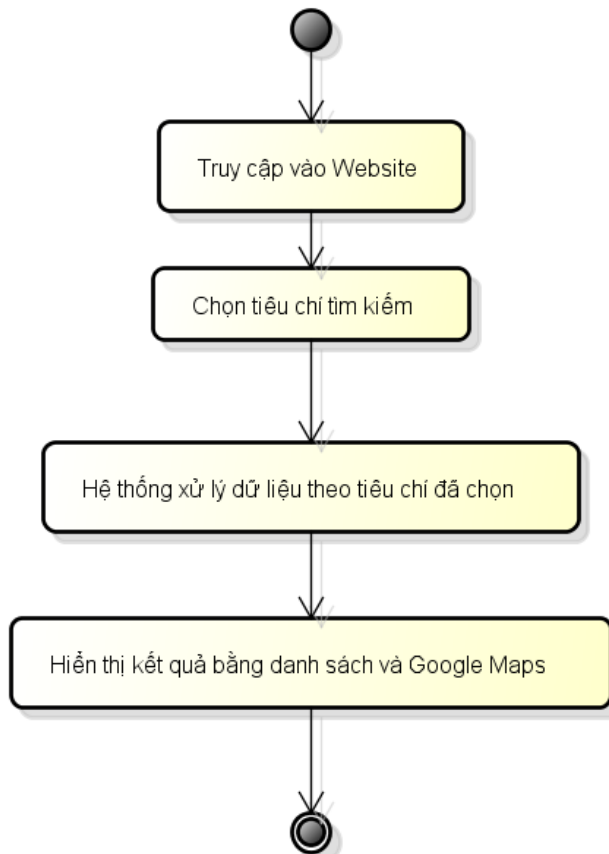 Truy cập vào Website
Chọn tiêu chí tìm kiếm
Hệ thống xử lý dữ liệu theo tiêu chí đã chọn
Hiển thị kết quả bằng danh sách và Google Maps